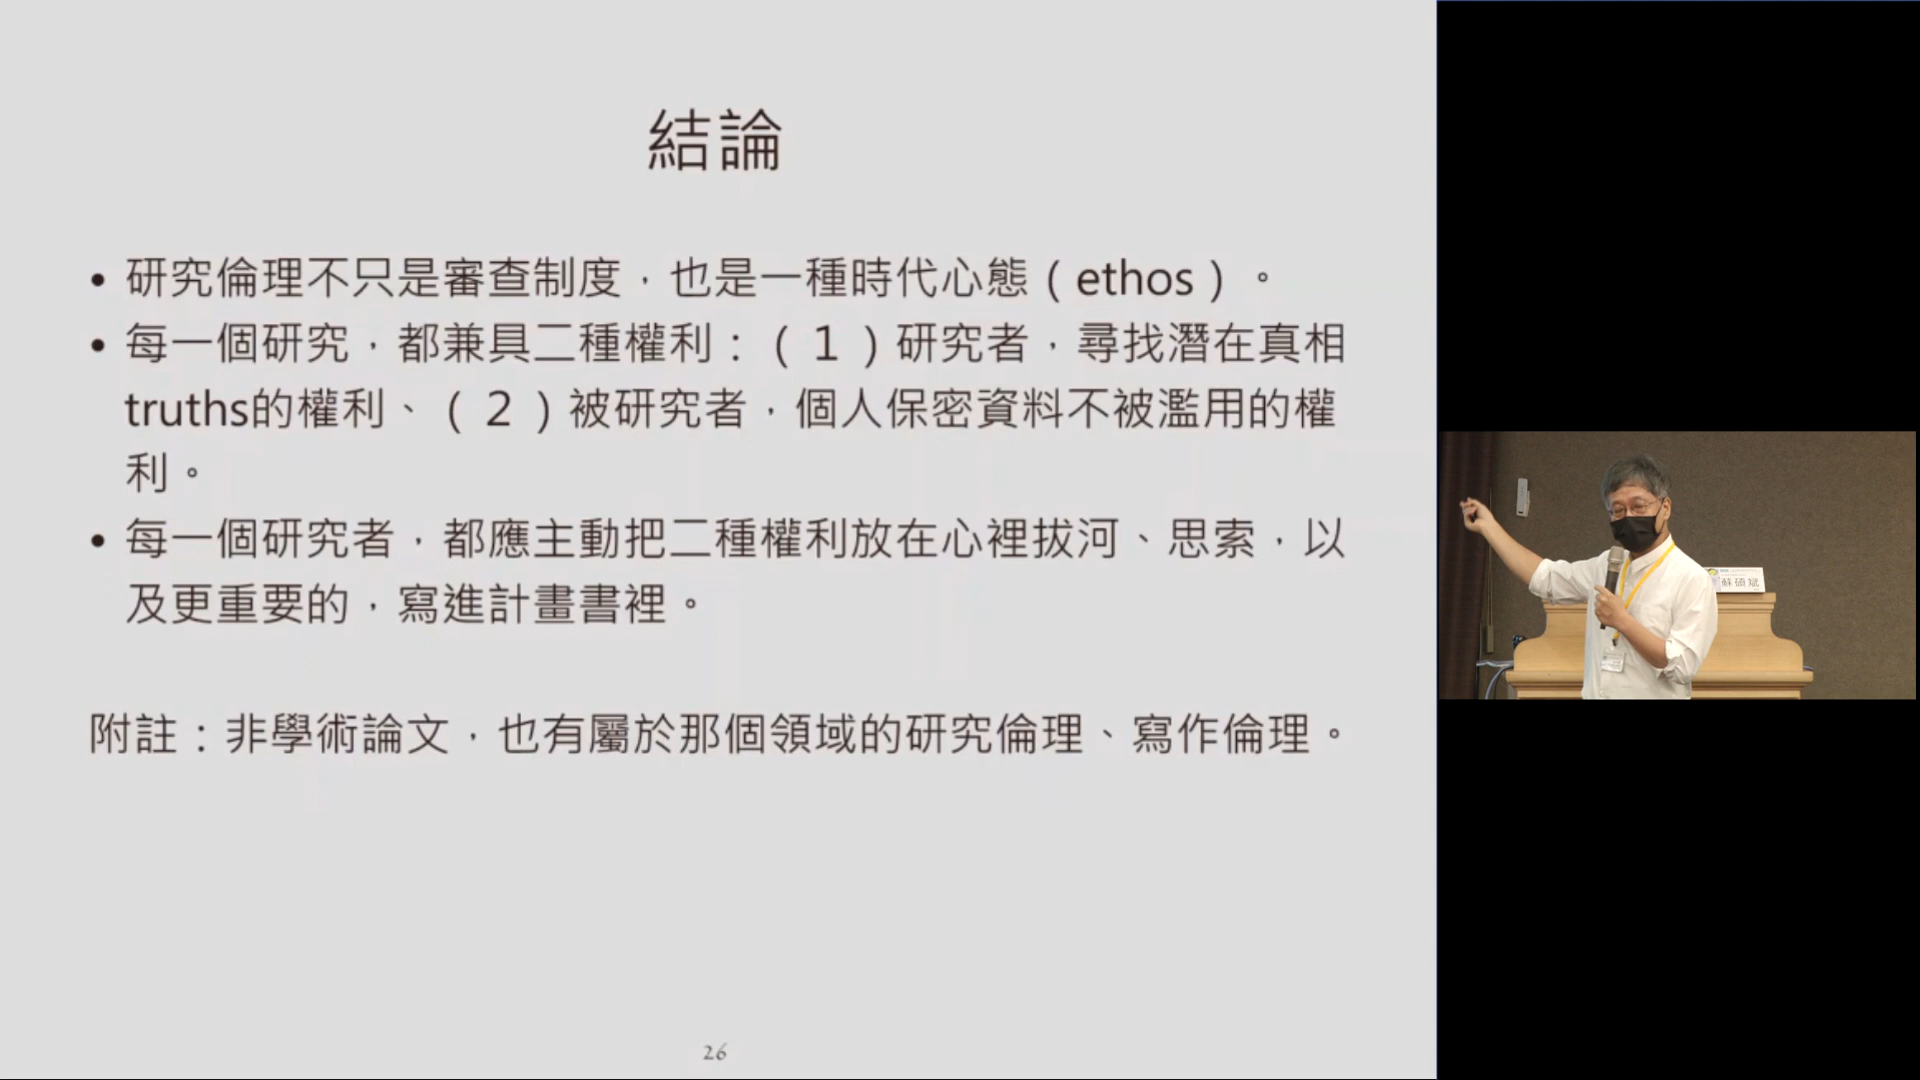 結論
• 研究倫理不只是審查制度，也是一種時代心態（ethos）。
• 每一個研究，都兼具二種權利：（１）研究者，尋找潛在真相
truths的權利、（２）被研究者，個人保密資料不被濫用的權
利。
• 每一個研究者，都應主動把二種權利放在心裡拔河、思索，以
及更重要的，寫進計畫書裡。
附註：非學術論文，也有屬於那個領域的研究倫理、寫作倫理。
26
蘇碩斌